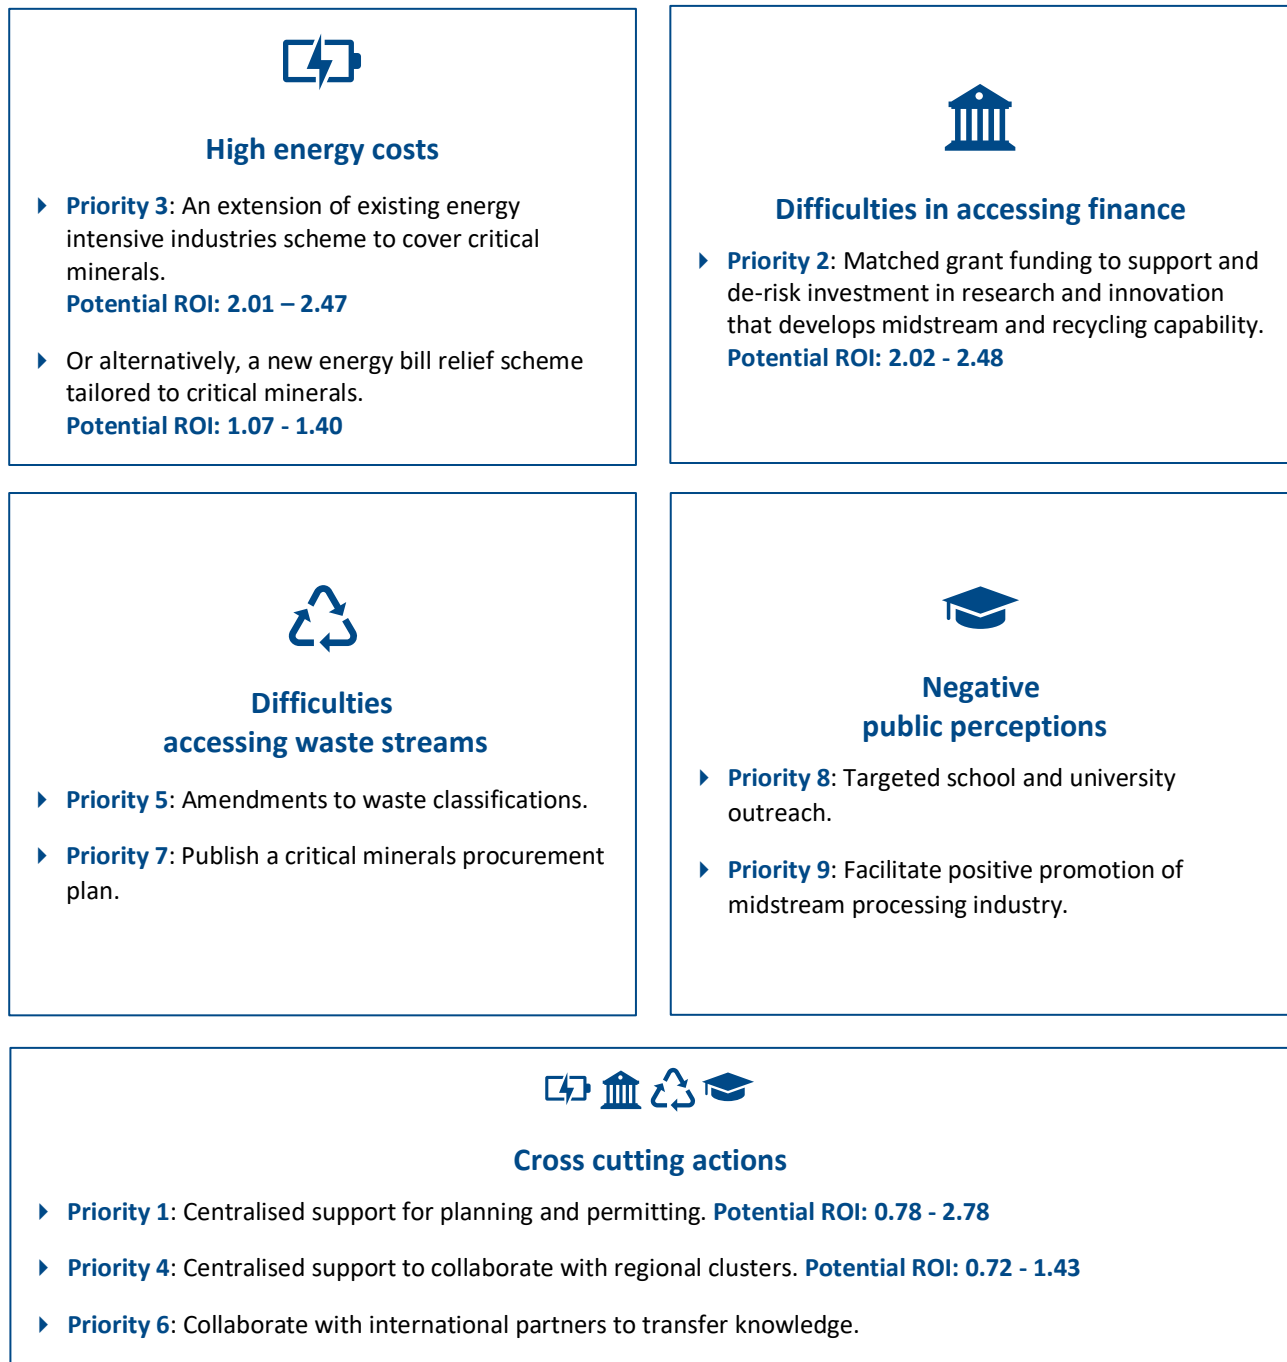 High energy costs
Priority 3: An extension of existing energy
intensive industries scheme to cover critical
minerals.
Potential ROI: 2.01 – 2.47
Or alternatively, a new energy bill relief scheme
tailored to critical minerals.
Potential ROI: 1.07 - 1.40
Difficulties in accessing finance
Priority 2: Matched grant funding to support and
de-risk investment in research and innovation
that develops midstream and recycling capability.
Potential ROI: 2.02 - 2.48
Difficulties
accessing waste streams
Priority 5: Amendments to waste classifications.
Priority 7: Publish a critical minerals procurement
plan.
Negative
public perceptions
Priority 8: Targeted school and university
outreach.
Priority 9: Facilitate positive promotion of
midstream processing industry.
Cross cutting actions
Priority 1: Centralised support for planning and permitting. Potential ROI: 0.78 - 2.78
Priority 4: Centralised support to collaborate with regional clusters. Potential ROI: 0.72 - 1.43
Priority 6: Collaborate with international partners to transfer knowledge.